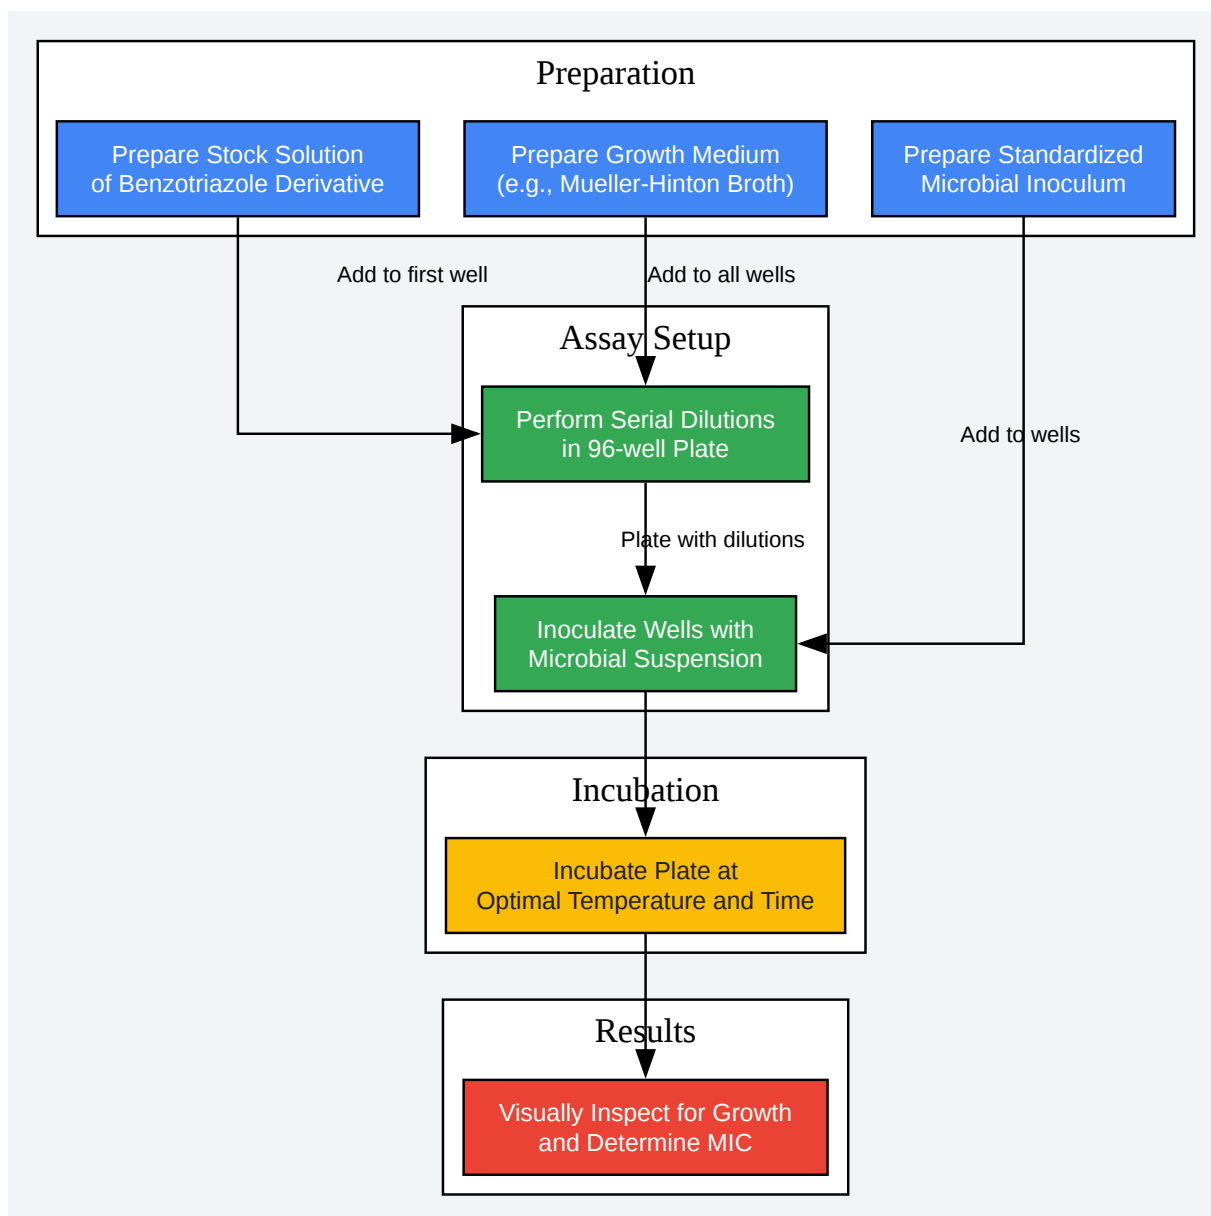 Preparation
Prepare Stock Solution
of Benzotriazole Derivative
Prepare Growth Medium
(e.g., Mueller-Hinton Broth)
Prepare Standardized
Microbial Inoculum
Add to first well
Add to all wells
Assay Setup
Perform Serial Dilutions
in 96-well Plate
Add to wells
Plate with dilutions
Inoculate Wells with
Microbial Suspension
Incubation
Incubate Plate at
Optimal Temperature and Time
Results
Visually Inspect for Growth
and Determine MIC